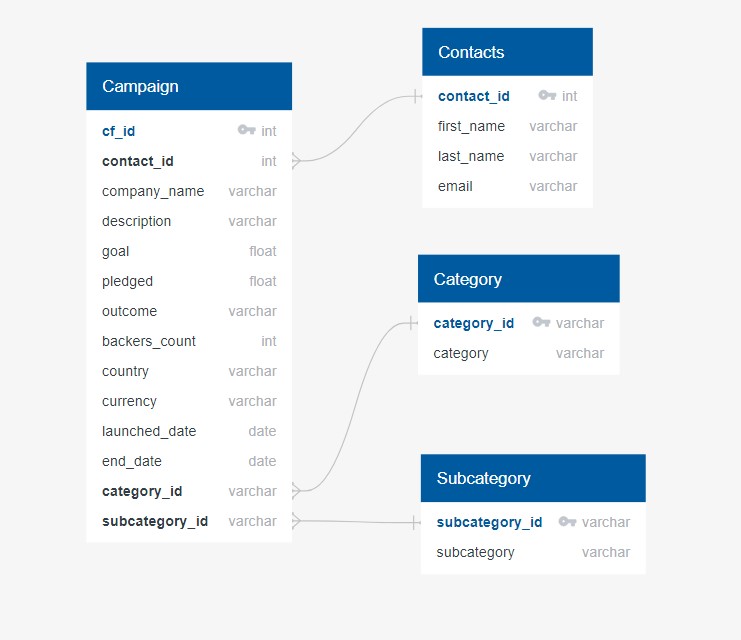 Campaign
cf_id int
contact_id int
company_name varchar
description varchar
goal float
pledged float
outcome varchar
backers_count int
country varchar
currency varchar
launched_date date
end_date date
category_id varchar
subcategory_id varchar
Contacts
contact_id int
first_name varchar
last_name varchar
email varchar
Category
category_id varchar
category varchar
Subcategory
subcategory_id varchar
subcategory varchar